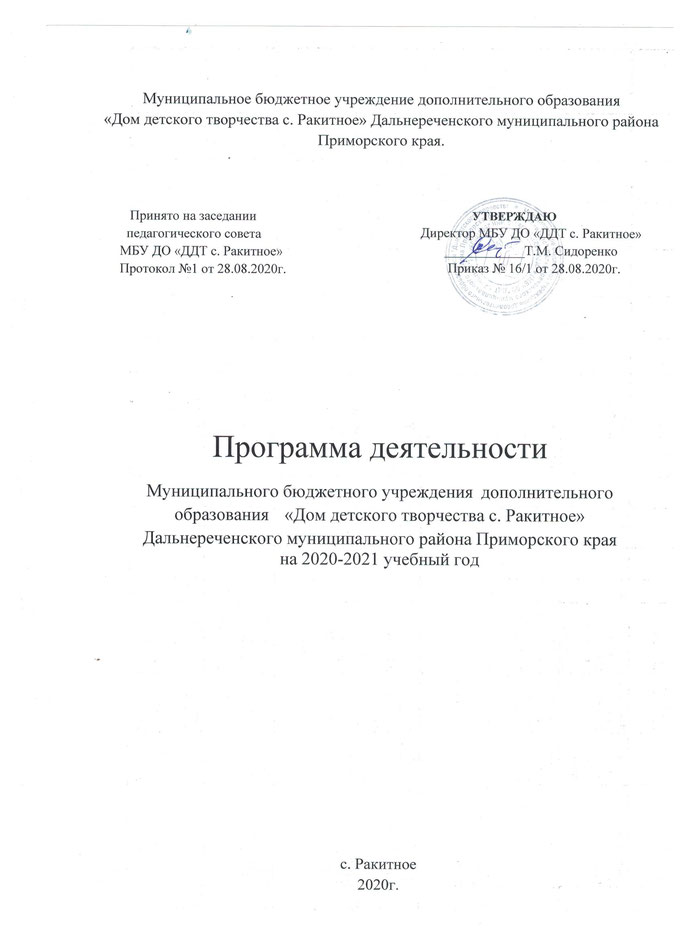 Муниципальное бюджетное учреждение дополнительного образования
«Дом детского творчества с. Ракитное» Дальнереченского муниципального района
Приморского края.
Принято на заседании
педагогического совета
МБУ ДО «ДДТ с. Ракитное»
Протокол №1 от 28.08.2020г.
УТВЕРЖДАЮ
Директор МБУ ДО «ДДТ с. Ракитное»
Т.М. Сидоренко
Приказ № 16/1 от 28.08.2020г.
Программа деятельности
Муниципального бюджетного учреждения дополнительного
образования «Дом детского творчества с. Ракитное»
Дальнереченского муниципального района Приморского края
на 2020-2021 учебный год
с. Ракитное
2020г.